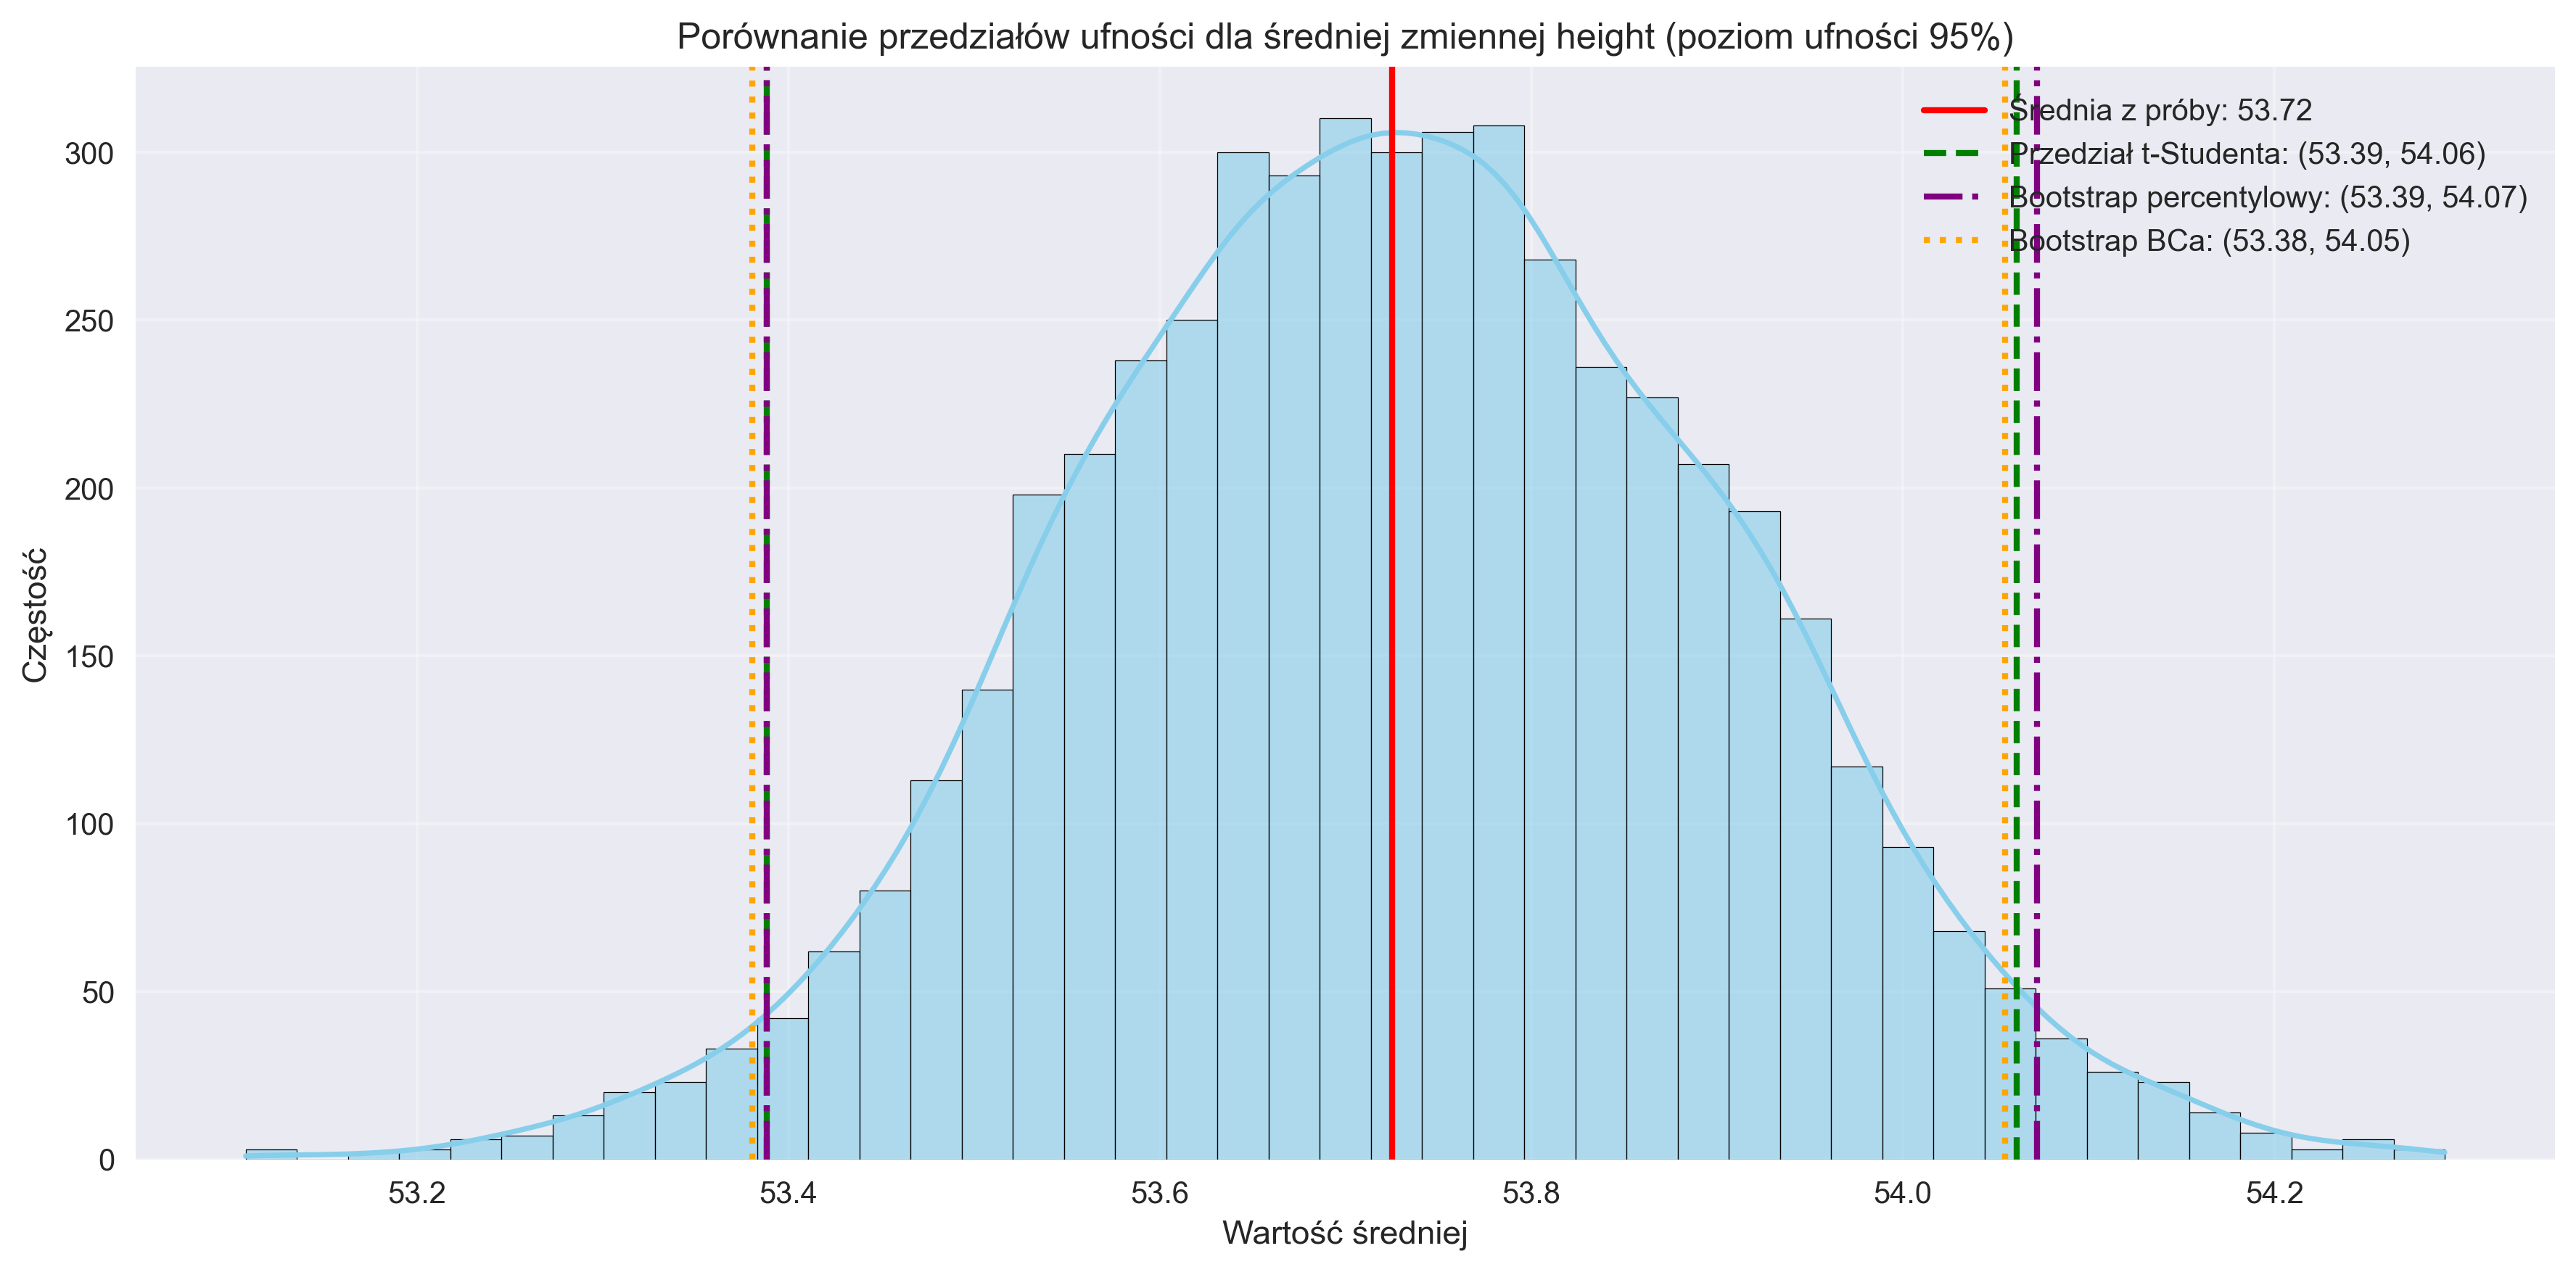 Porównanie przedziałów ufności dla średniej zmiennej height (poziom ufności 95%)
Średnia z próby: 53.72
Przedział t-Studenta: (53.39, 54.06)
Bootstrap percentylowy: (53.39, 54.07)
Bootstrap BCa: (53.38, 54.05)
Częstość
300
250
200
150
100
50
0
53.2 53.4 53.6 53.8 54.0 54.2
Wartość średniej